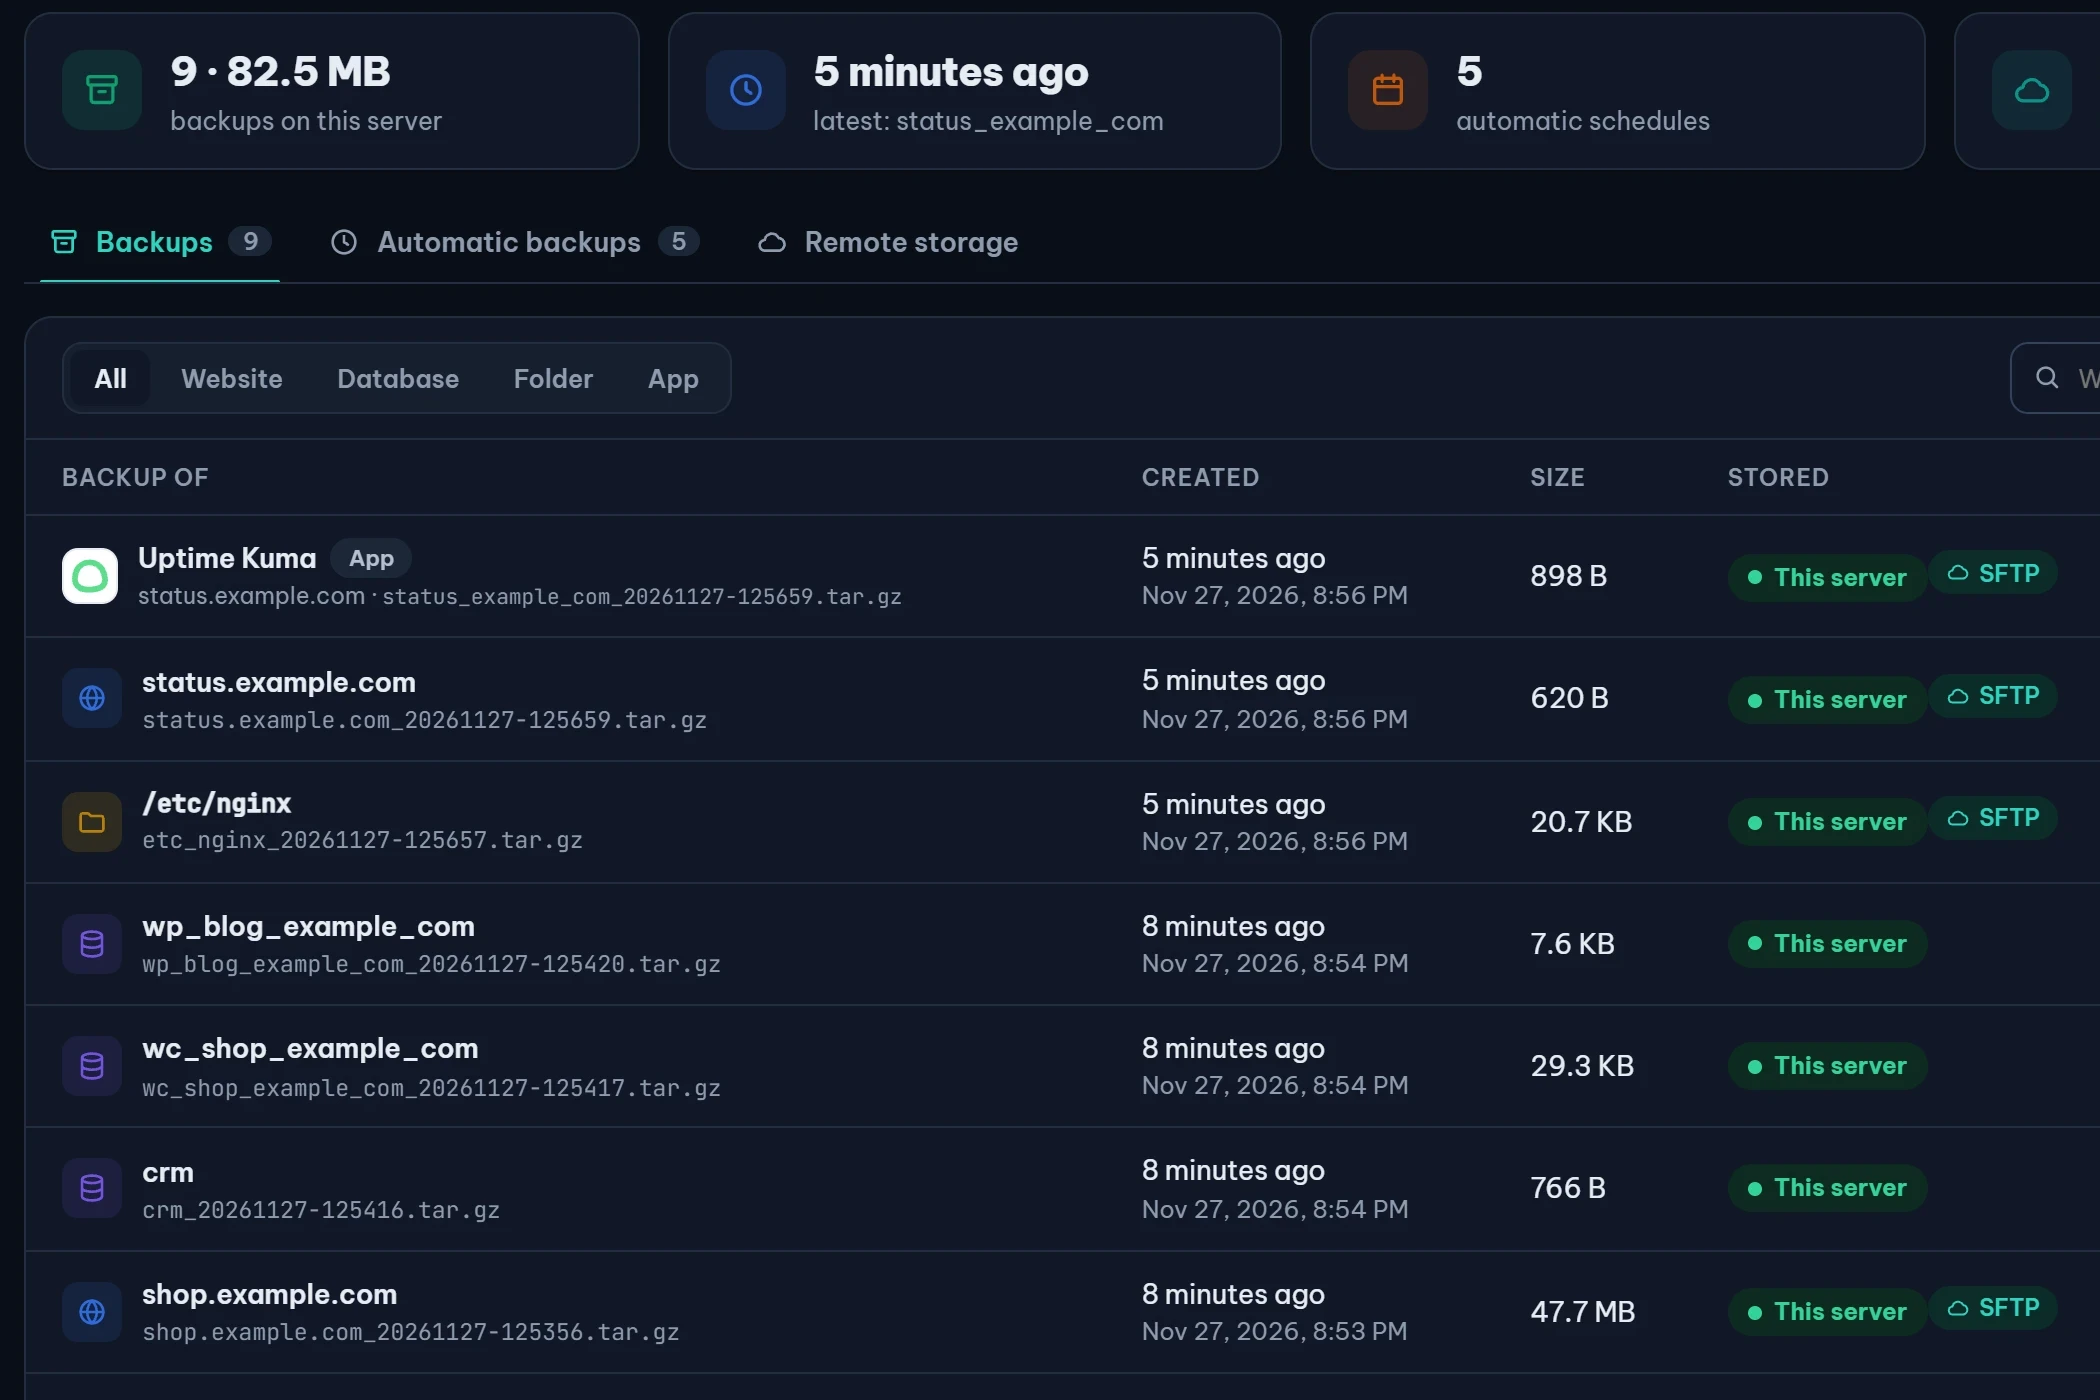 9 · 82.5 MB
backups on this server
5 minutes ago
latest: status_example_com
5
automatic schedules
Backups 9
Automatic backups 5
Remote storage
All
Website
Database
Folder
App
BACKUP OF
CREATED
SIZE
STORED
Uptime Kuma App
status.example.com · status_example_com_20261127-125659.tar.gz
5 minutes ago
Nov 27, 2026, 8:56 PM
898 B
This server
SFTP
status.example.com
status.example.com_20261127-125659.tar.gz
5 minutes ago
Nov 27, 2026, 8:56 PM
620 B
This server
SFTP
/etc/nginx
etc_nginx_20261127-125657.tar.gz
5 minutes ago
Nov 27, 2026, 8:56 PM
20.7 KB
This server
SFTP
wp_blog_example_com
wp_blog_example_com_20261127-125420.tar.gz
8 minutes ago
Nov 27, 2026, 8:54 PM
7.6 KB
This server
wc_shop_example_com
wc_shop_example_com_20261127-125417.tar.gz
8 minutes ago
Nov 27, 2026, 8:54 PM
29.3 KB
This server
crm
crm_20261127-125416.tar.gz
8 minutes ago
Nov 27, 2026, 8:54 PM
766 B
This server
shop.example.com
shop.example.com_20261127-125356.tar.gz
8 minutes ago
Nov 27, 2026, 8:53 PM
47.7 MB
This server
SFTP